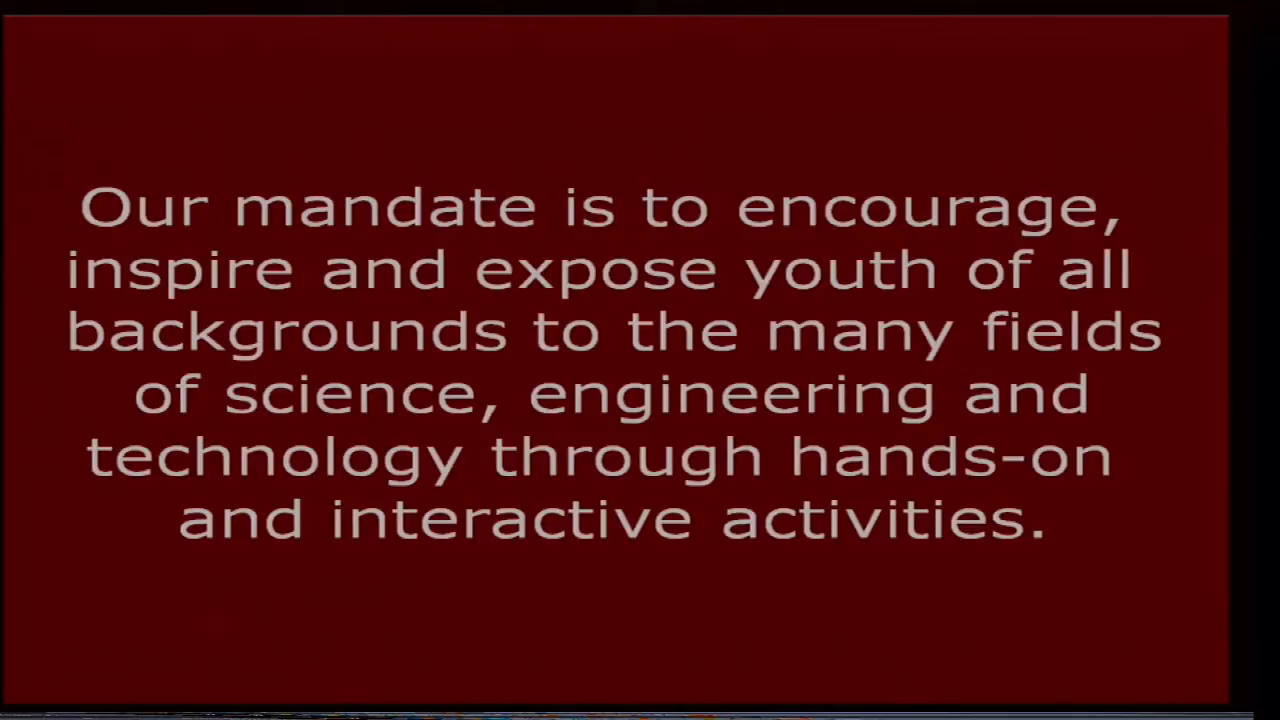 Our mandate is to encourage,
inspire and expose youth of all
backgrounds to the many fields
of science, engineering and
technology through hands-on
and interactive activities.